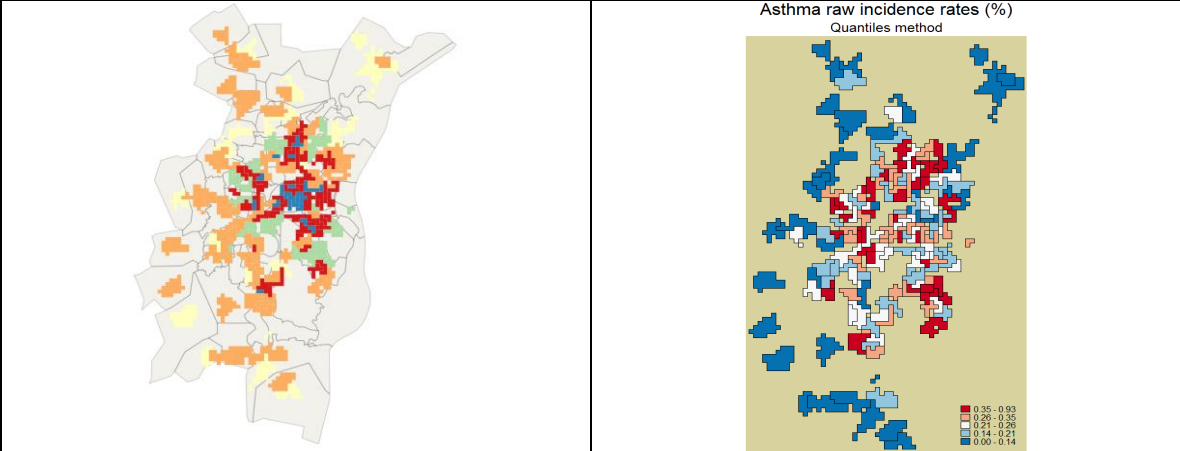 Asthma raw incidence rates (%)
Quantiles method
0.35 - 0.93
0.26 - 0.35
0.21 - 0.26
0.14 - 0.21
0.00 - 0.14